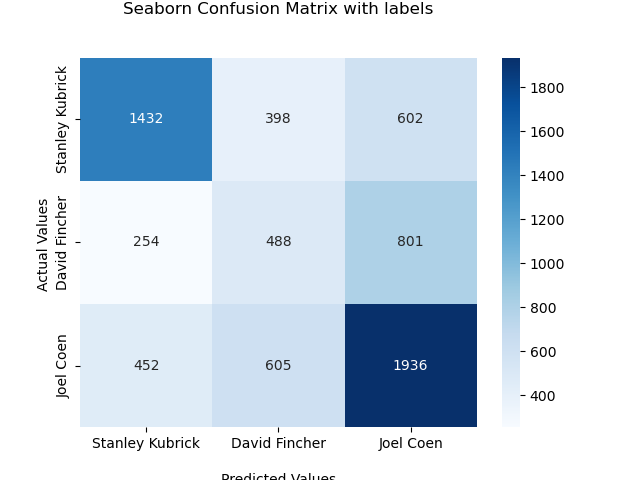 Seaborn Confusion Matrix with labels
Stanley Kubrick
1432
398
602
David Fincher
254
488
801
Joel Coen
452
605
1936
Actual Values
Stanley Kubrick
David Fincher
Joel Coen
Predicted Values
1800
1600
1400
1200
1000
800
600
400